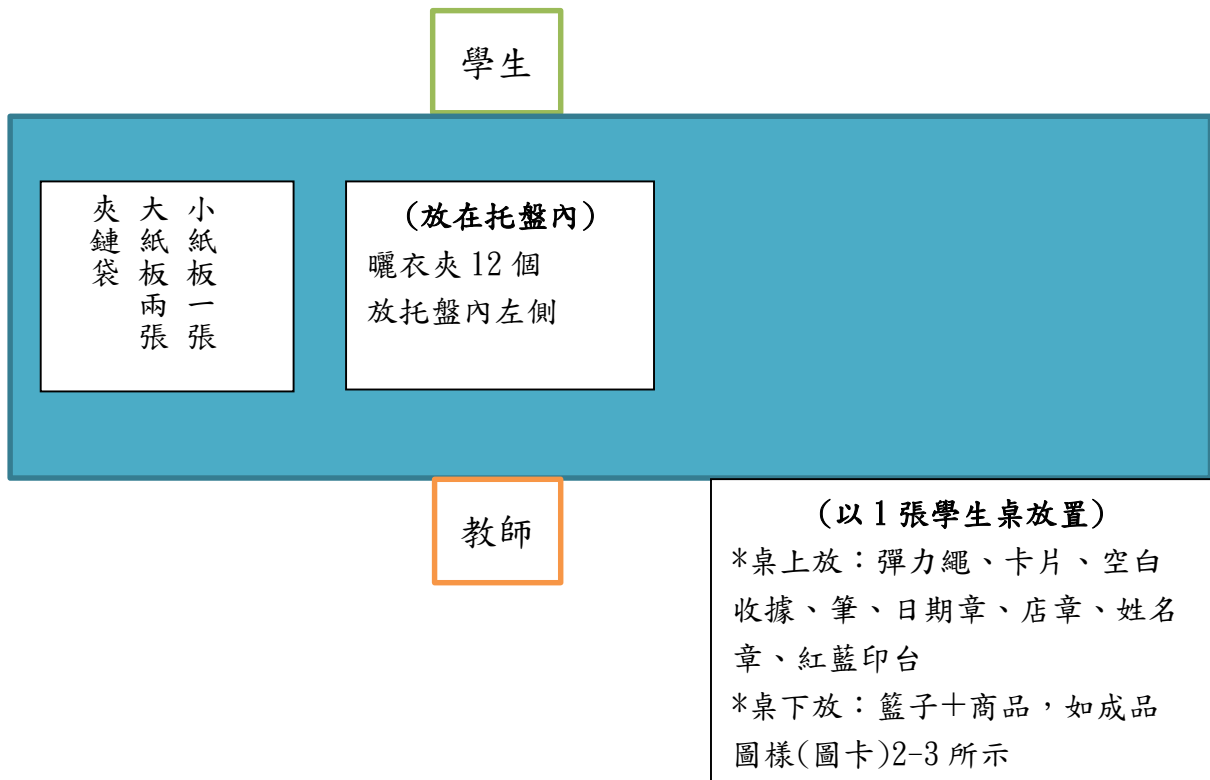 學生
小紙板一張
大紙板兩張
夾鏈袋
(放在托盤內)
曬衣夾 12 個
放托盤內左側
教師
(以 1 張學生桌放置)
*桌上放：彈力繩、卡片、空白
收據、筆、日期章、店章、姓名
章、紅藍印台
*桌下放：籃子＋商品，如成品
圖樣(圖卡)2-3 所示